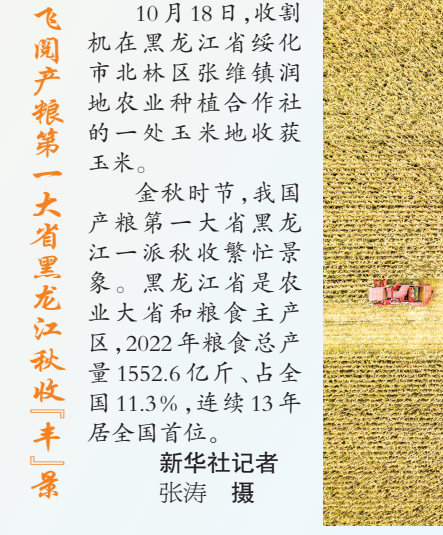 飞阅产粮第一大省黑龙江秋收『丰』景
10月18日,收割
机在黑龙江省绥化
市北林区张维镇润
地农业种植合作社
的一处玉米地收获
玉米。
金秋时节,我国
产粮第一大省黑龙
江一派秋收繁忙景
象。黑龙江省是农
业大省和粮食主产
区,2022年粮食总产
量1552.6亿斤、占全
国11.3%,连续13年
居全国首位。
新华社记者
张涛 摄